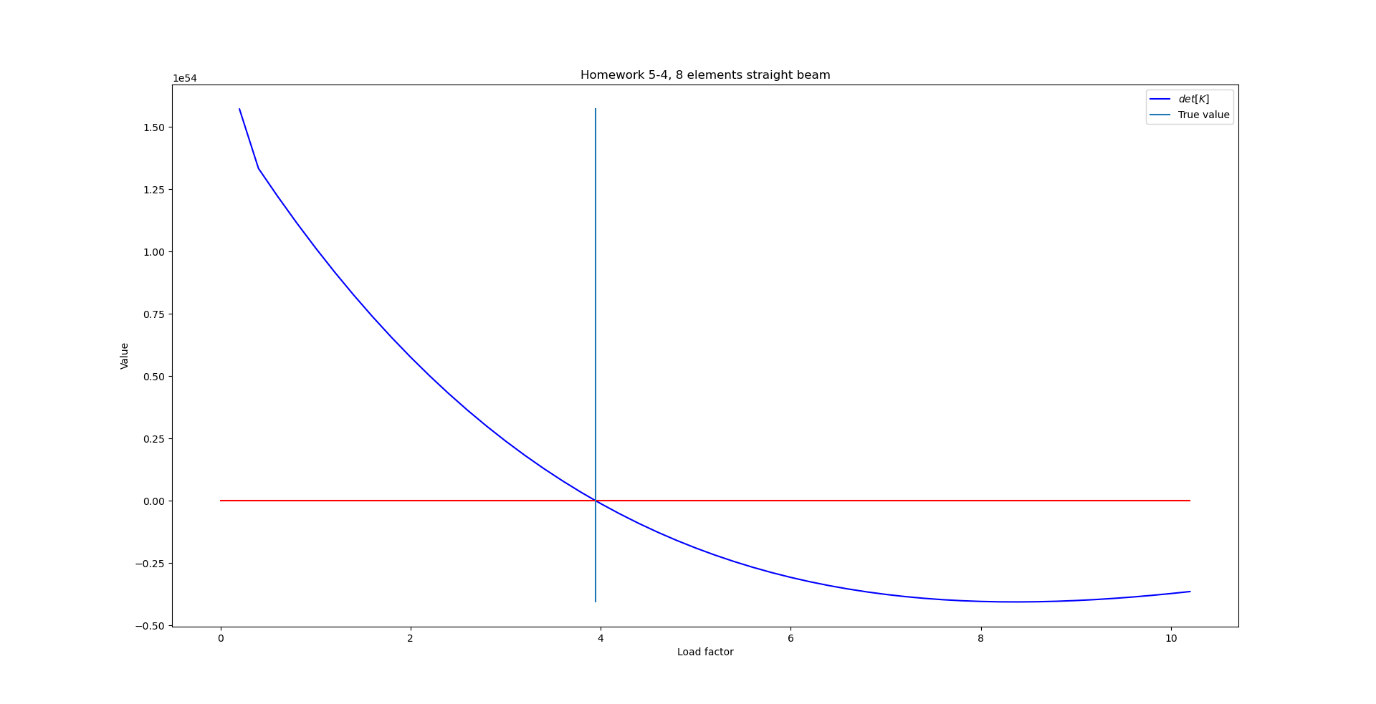 Homework 5-4, 8 elements straight beam
1e54
det[K]
True value
1.50
1.25
1.00
0.75
0.50
0.25
0.00
−0.25
−0.50
Value
0
2
4
6
8
10
Load factor